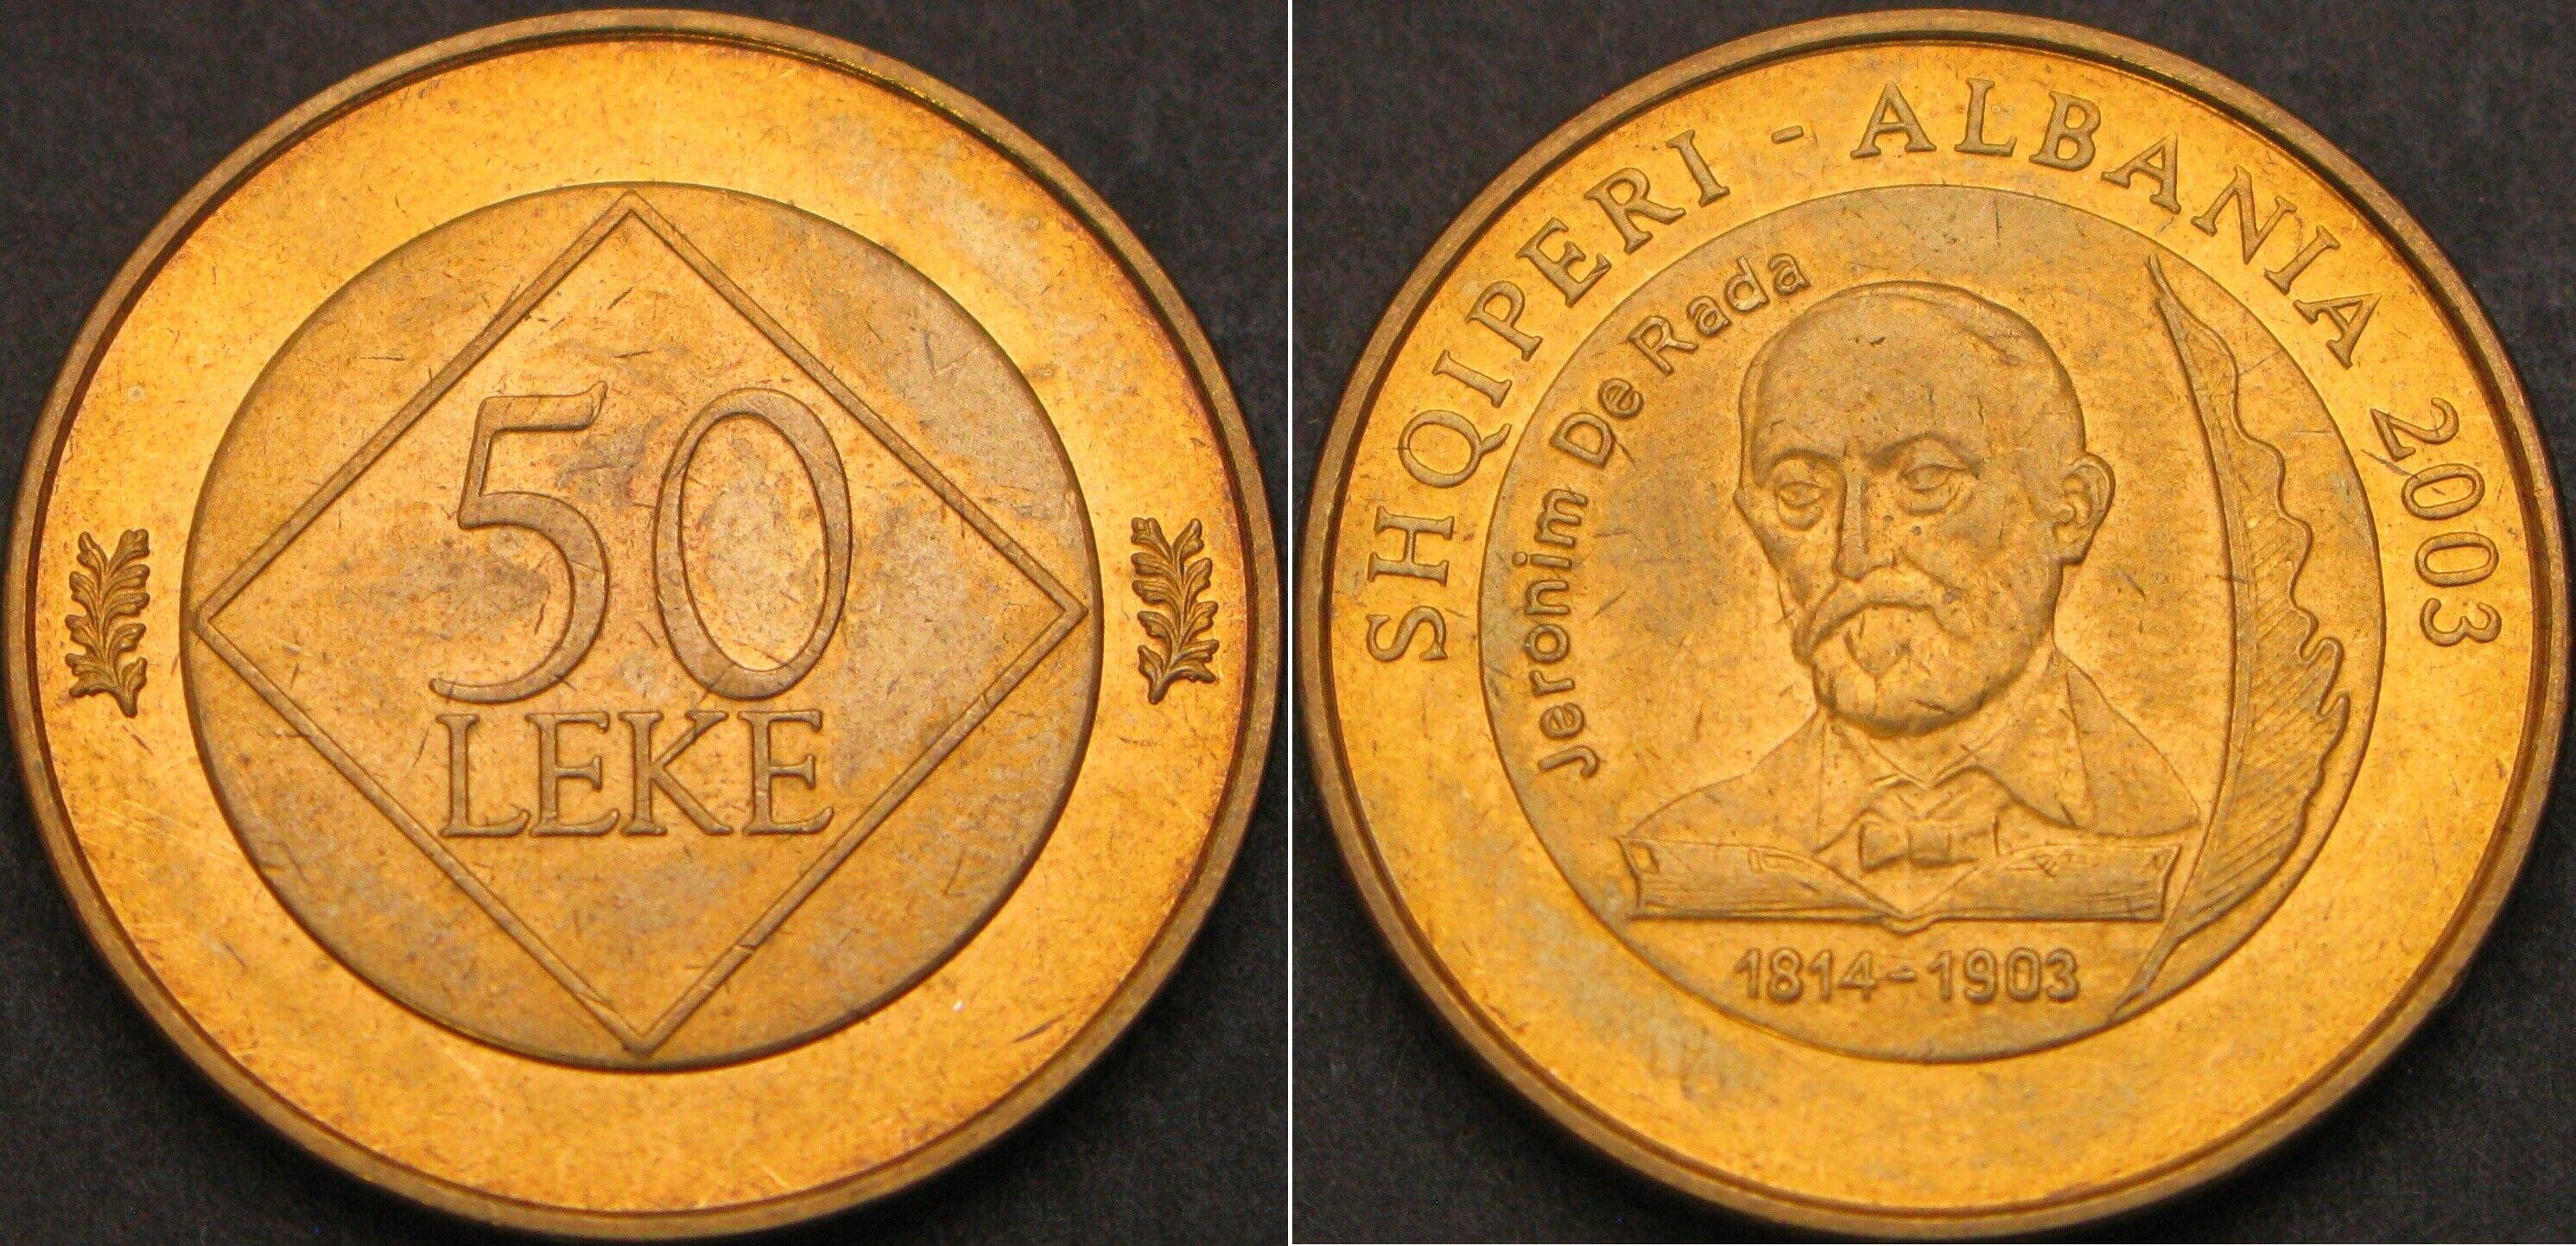 50
LEKE
SHQIPERI - ALBANIA 2003
Jeronim De Rada
1814-1903